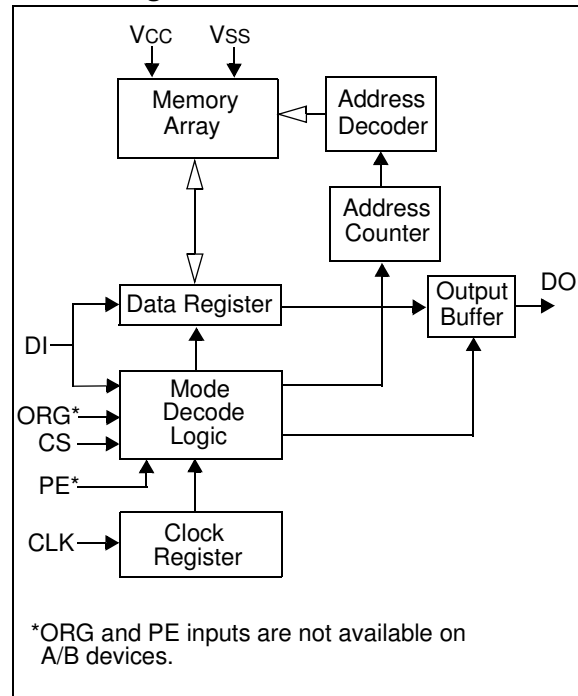 VCC VSS
Memory
Array
Address
Decoder
Address
Counter
Data Register
Output
Buffer
DO
DI
Mode
Decode
Logic
ORG*
CS
PE*
CLK
Clock
Register
*ORG and PE inputs are not available on
A/B devices.